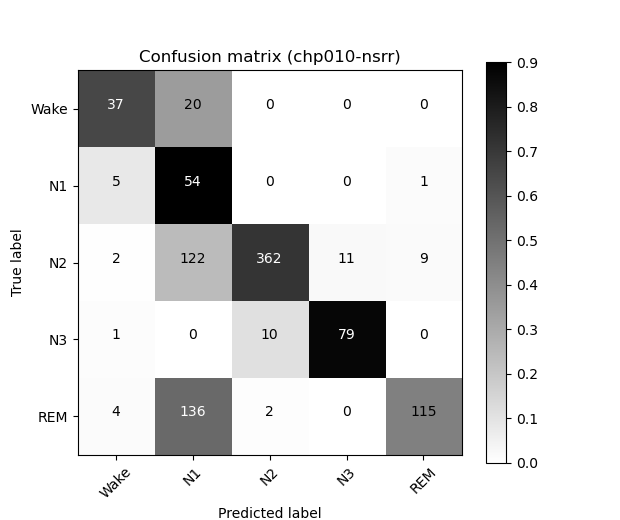 Confusion matrix (chp010-nsrr)
Wake 37 20 0 0 0
N1 5 54 0 0 1
N2 2 122 362 11 9
N3 1 0 10 79 0
REM 4 136 2 0 115
Wake N1 N2 N3 REM
Predicted label
True label
0.9
0.8
0.7
0.6
0.5
0.4
0.3
0.2
0.1
0.0